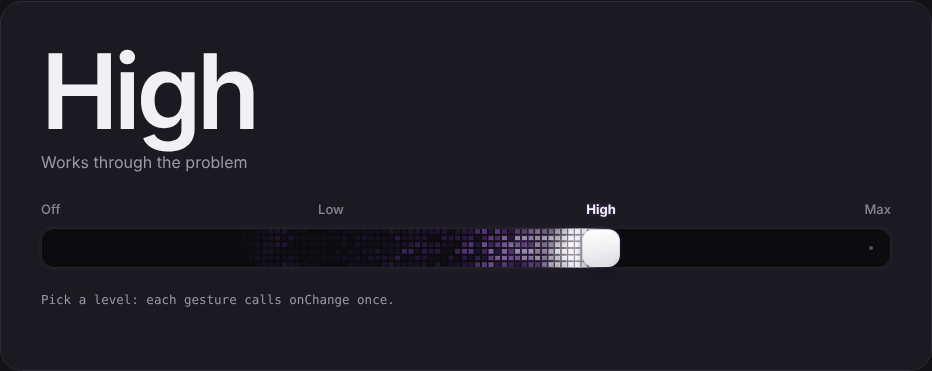 High
Works through the problem
Off Low High Max
Pick a level: each gesture calls onChange once.